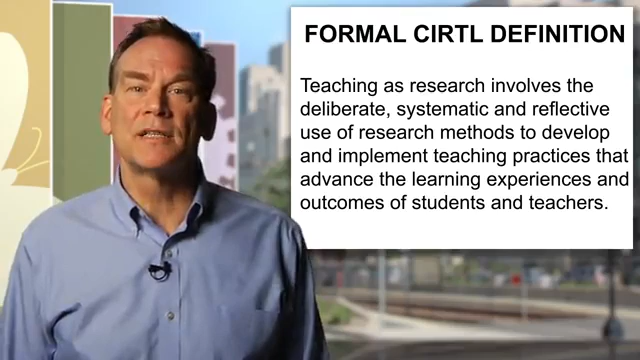 FORMAL CIRTL DEFINITION
Teaching as research involves the
deliberate, systematic and reflective
use of research methods to develop
and implement teaching practices that
advance the learning experiences and
outcomes of students and teachers.